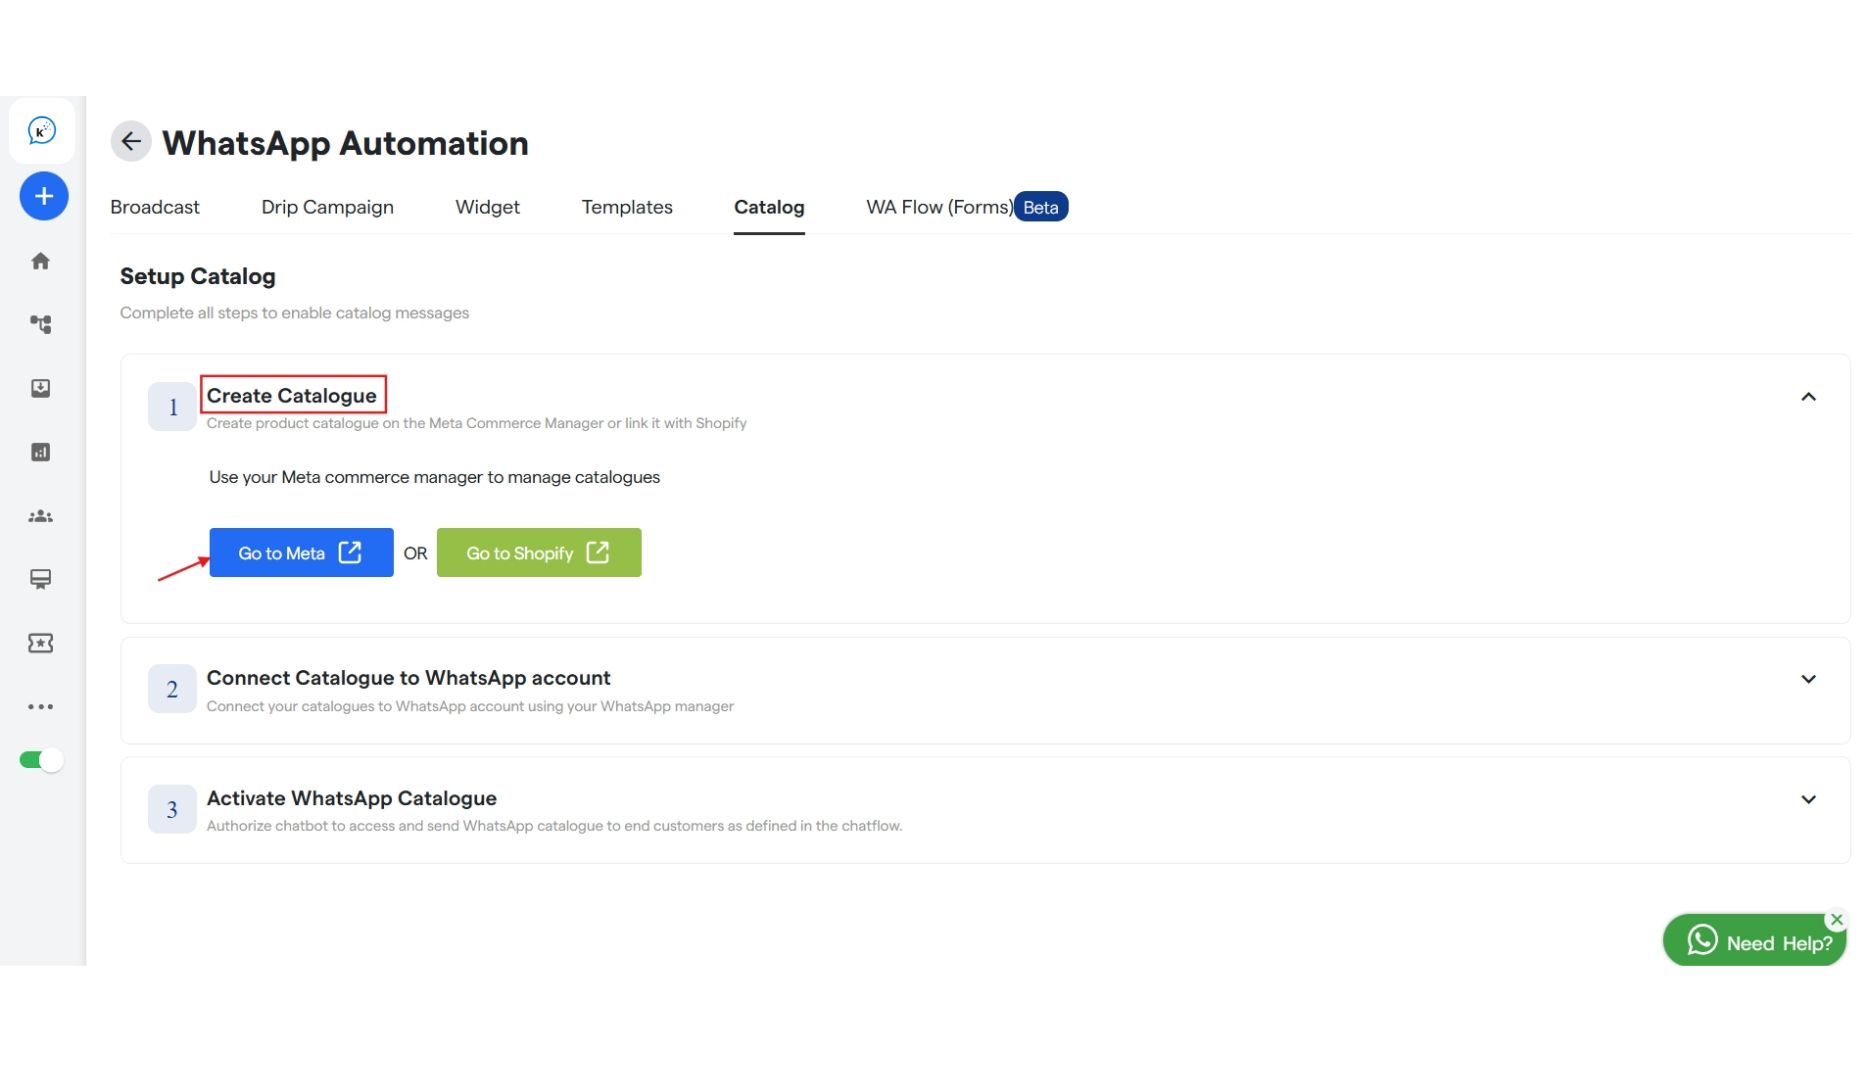 k
WhatsApp Automation
Broadcast Drip Campaign Widget Templates Catalog WA Flow (Forms) Beta
Setup Catalog
Complete all steps to enable catalog messages
1 Create Catalogue
Create product catalogue on the Meta Commerce Manager or link it with Shopify
Use your Meta commerce manager to manage catalogues
Go to Meta OR Go to Shopify
2 Connect Catalogue to WhatsApp account
Connect your catalogues to WhatsApp account using your WhatsApp manager
3 Activate WhatsApp Catalogue
Authorize chatbot to access and send WhatsApp catalogue to end customers as defined in the chatflow.
Need Help?